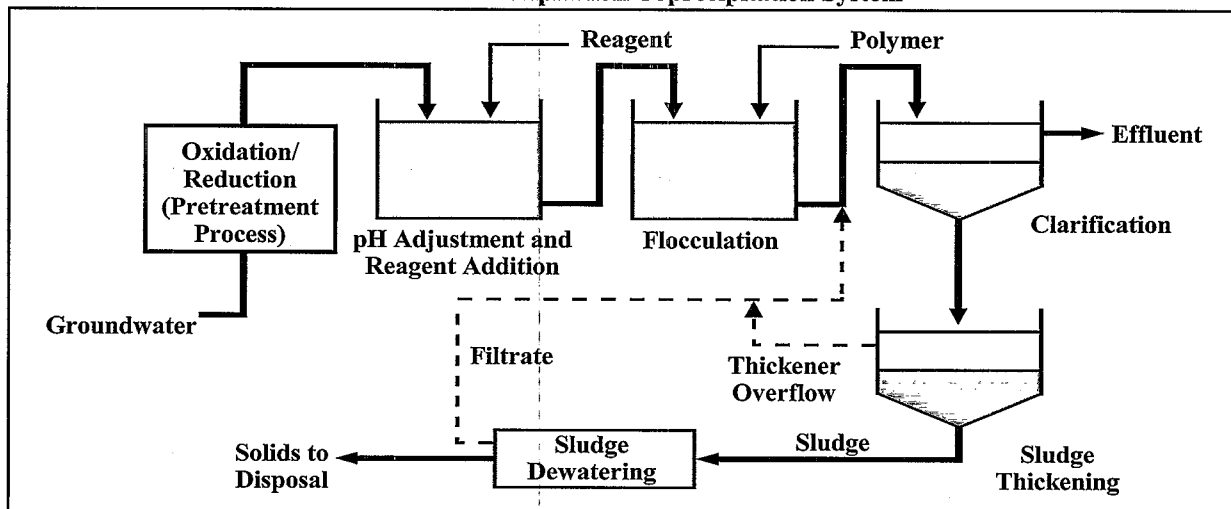 Reagent
Polymer
Oxidation/
Reduction
(Pretreatment
Process)
Effluent
pH Adjustment and
Reagent Addition
Flocculation
Clarification
Groundwater
Filtrate
Thickener
Overflow
Solids to
Disposal
Sludge
Dewatering
Sludge
Sludge
Thickening